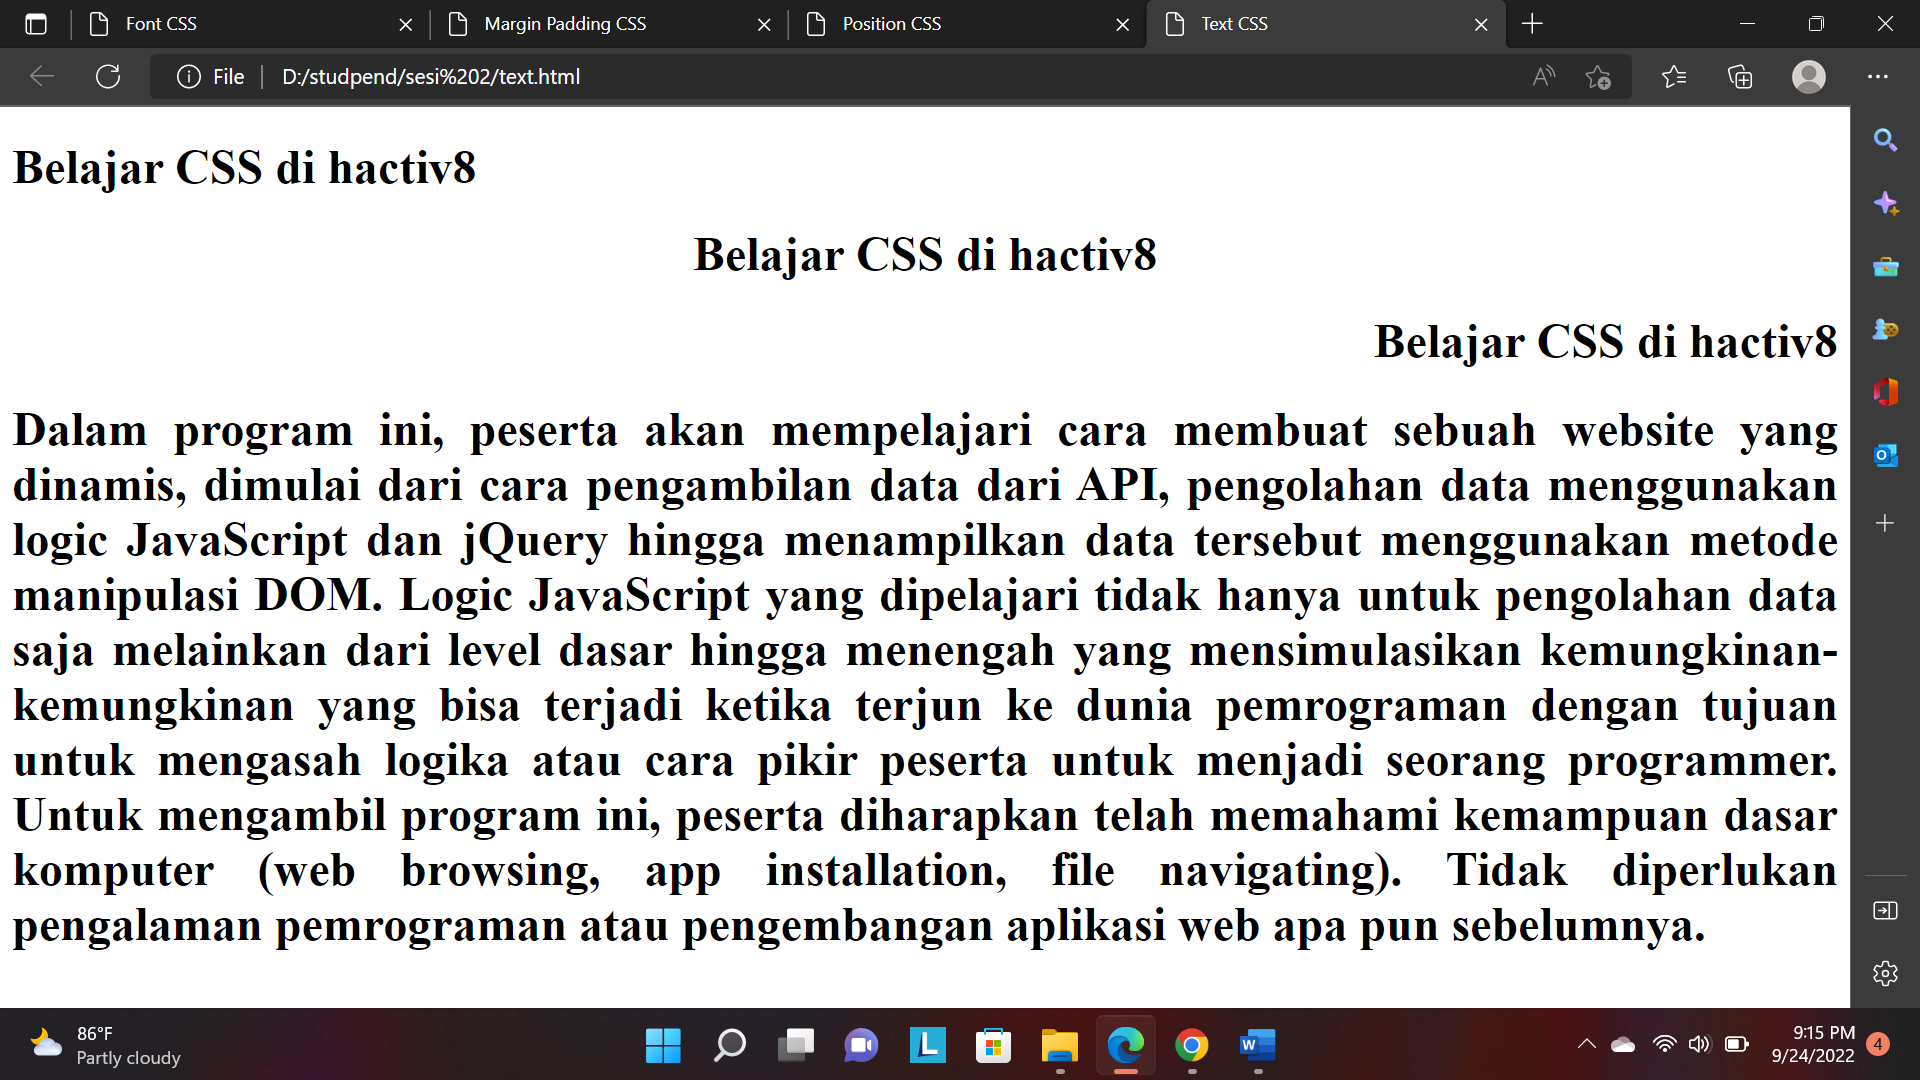 Font CSS
Margin Padding CSS
Position CSS
Text CSS
File
D:/studpend/sesi%202/text.html
Belajar CSS di hactiv8
Belajar CSS di hactiv8
Belajar CSS di hactiv8
Dalam program ini, peserta akan mempelajari cara membuat sebuah website yang
dinamis, dimulai dari cara pengambilan data dari API, pengolahan data menggunakan
logic JavaScript dan jQuery hingga menampilkan data tersebut menggunakan metode
manipulasi DOM. Logic JavaScript yang dipelajari tidak hanya untuk pengolahan data
saja melainkan dari level dasar hingga menengah yang mensimulasikan kemungkinan-
kemungkinan yang bisa terjadi ketika terjun ke dunia pemrograman dengan tujuan
untuk mengasah logika atau cara pikir peserta untuk menjadi seorang programmer.
Untuk mengambil program ini, peserta diharapkan telah memahami kemampuan dasar
komputer (web browsing, app installation, file navigating). Tidak diperlukan
pengalaman pemrograman atau pengembangan aplikasi web apa pun sebelumnya.
86°F
Partly cloudy
9:15 PM
9/24/2022
4